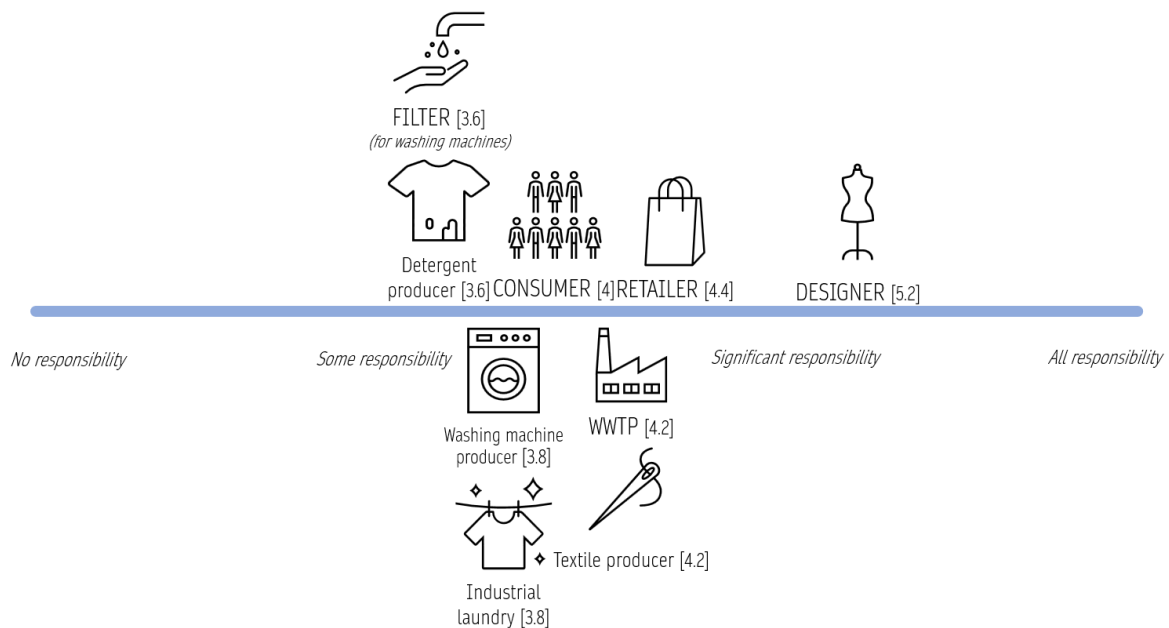 FILTER [3.6]
(for washing machines)
Detergent
producer [3.6]
CONSUMER [4]
RETAILER [4.4]
DESIGNER [5.2]
No responsibility
Some responsibility
Significant responsibility
All responsibility
Washing machine
producer [3.8]
WWTP [4.2]
Textile producer [4.2]
Industrial
laundry [3.8]